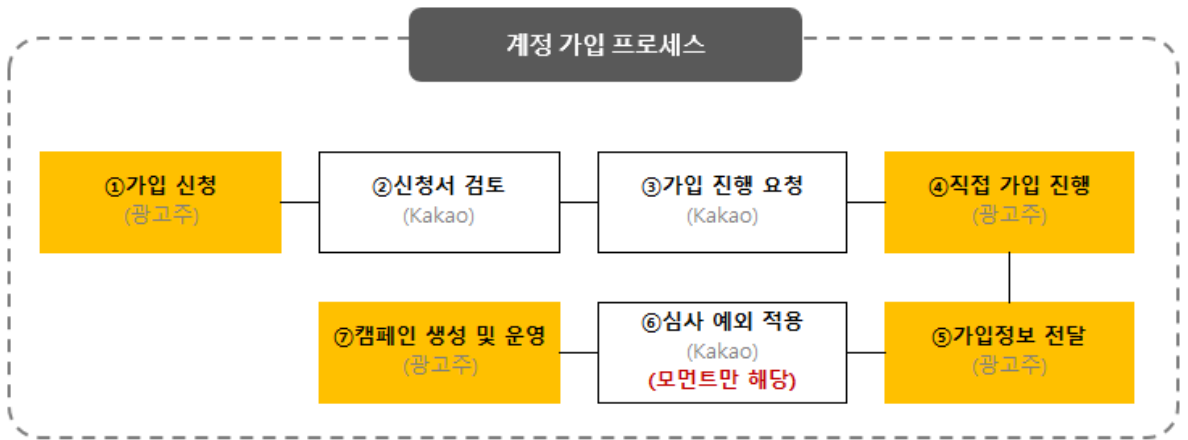 계정 가입 프로세스
①가입 신청
(광고주)
②신청서 검토
(Kakao)
③가입 진행 요청
(Kakao)
④직접 가입 진행
(광고주)
⑤가입정보 전달
(광고주)
⑥심사 예외 적용
(Kakao)
(모먼트만 해당)
⑦캠페인 생성 및 운영
(광고주)